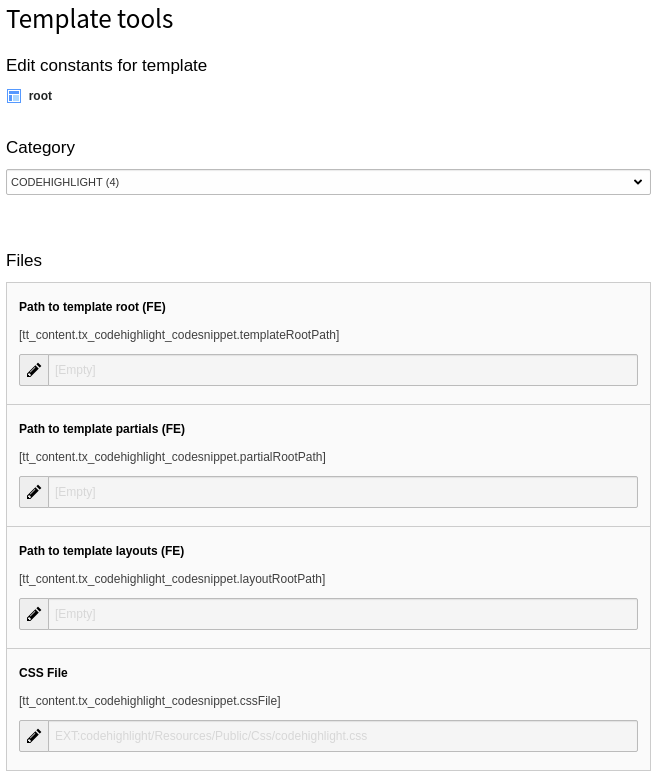 Template tools
Edit constants for template
root
Category
CODEHIGHLIGHT (4)
Files
Path to template root (FE)
[tt_content.tx_codehighlight_codesnippet.templateRootPath]
[Empty]
Path to template partials (FE)
[tt_content.tx_codehighlight_codesnippet.partialRootPath]
[Empty]
Path to template layouts (FE)
[tt_content.tx_codehighlight_codesnippet.layoutRootPath]
[Empty]
CSS File
[tt_content.tx_codehighlight_codesnippet.cssFile]
EXT:codehighlight/Resources/Public/Css/codehighlight.css